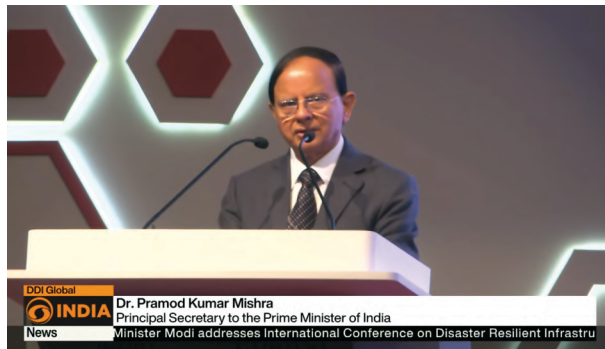 DDI Global
INDIA
Dr. Pramod Kumar Mishra
Principal Secretary to the Prime Minister of India
News
Minister Modi addresses International Conference on Disaster Resilient Infrastru